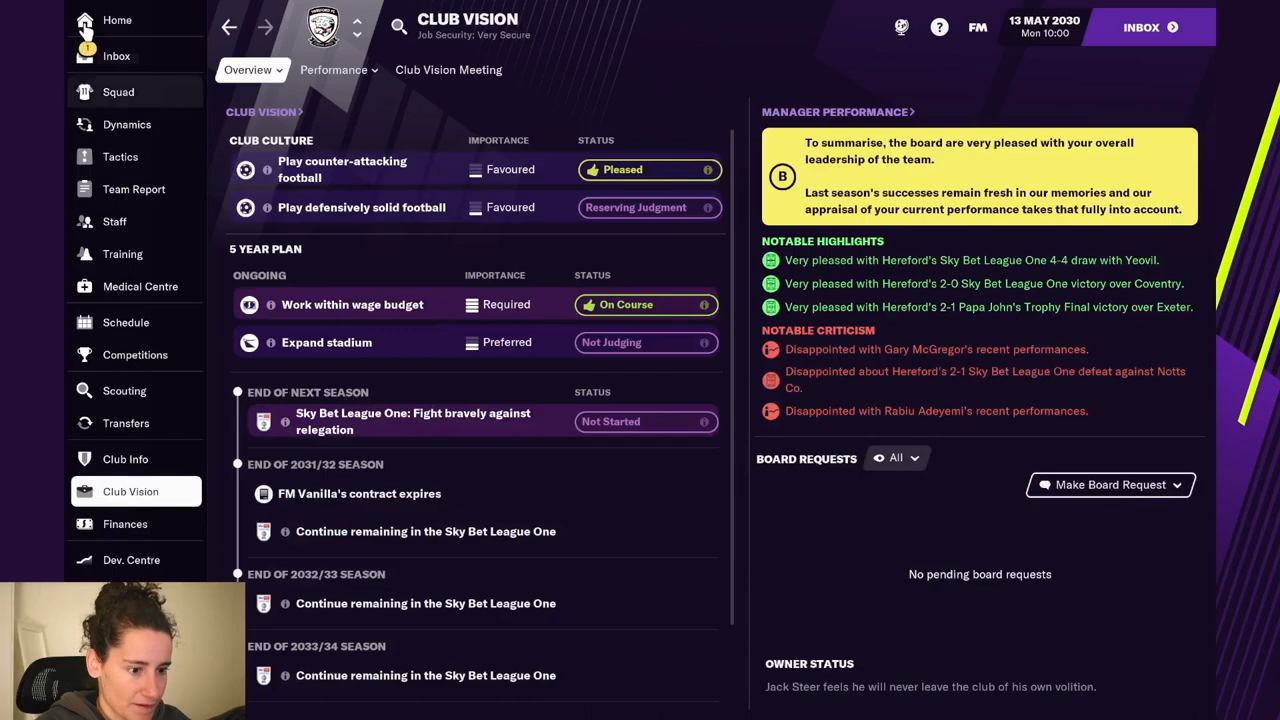 Home
1
Inbox
Squad
Dynamics
Tactics
Team Report
Staff
Training
Medical Centre
Schedule
Competitions
Scouting
Transfers
Club Info
Club Vision
Finances
Dev. Centre
CLUB VISION
Job Security: Very Secure
FM
13 MAY 2030
Mon 10:00
INBOX
Overview
Performance
Club Vision Meeting
CLUB VISION>
CLUB CULTURE
IMPORTANCE
STATUS
Play counter-attacking
football
Favoured
Pleased
Play defensively solid football
Favoured
Reserving Judgment
5 YEAR PLAN
ONGOING
IMPORTANCE
STATUS
Work within wage budget
Required
On Course
Expand stadium
Preferred
Not Judging
END OF NEXT SEASON
STATUS
Sky Bet League One: Fight bravely against
relegation
Not Started
END OF 2031/32 SEASON
FM Vanilla's contract expires
Continue remaining in the Sky Bet League One
END OF 2032/33 SEASON
Continue remaining in the Sky Bet League One
END OF 2033/34 SEASON
Continue remaining in the Sky Bet League One
MANAGER PERFORMANCE>
B
To summarise, the board are very pleased with your overall
leadership of the team.
Last season's successes remain fresh in our memories and our
appraisal of your current performance takes that fully into account.
NOTABLE HIGHLIGHTS
Very pleased with Hereford's Sky Bet League One 4-4 draw with Yeovil.
Very pleased with Hereford's 2-0 Sky Bet League One victory over Coventry.
Very pleased with Hereford's 2-1 Papa John's Trophy Final victory over Exeter.
NOTABLE CRITICISM
Disappointed with Gary McGregor's recent performances.
Disappointed about Hereford's 2-1 Sky Bet League One defeat against Notts
Co.
Disappointed with Rabiu Adeyemi's recent performances.
BOARD REQUESTS
All
Make Board Request
No pending board requests
OWNER STATUS
Jack Steer feels he will never leave the club of his own volition.